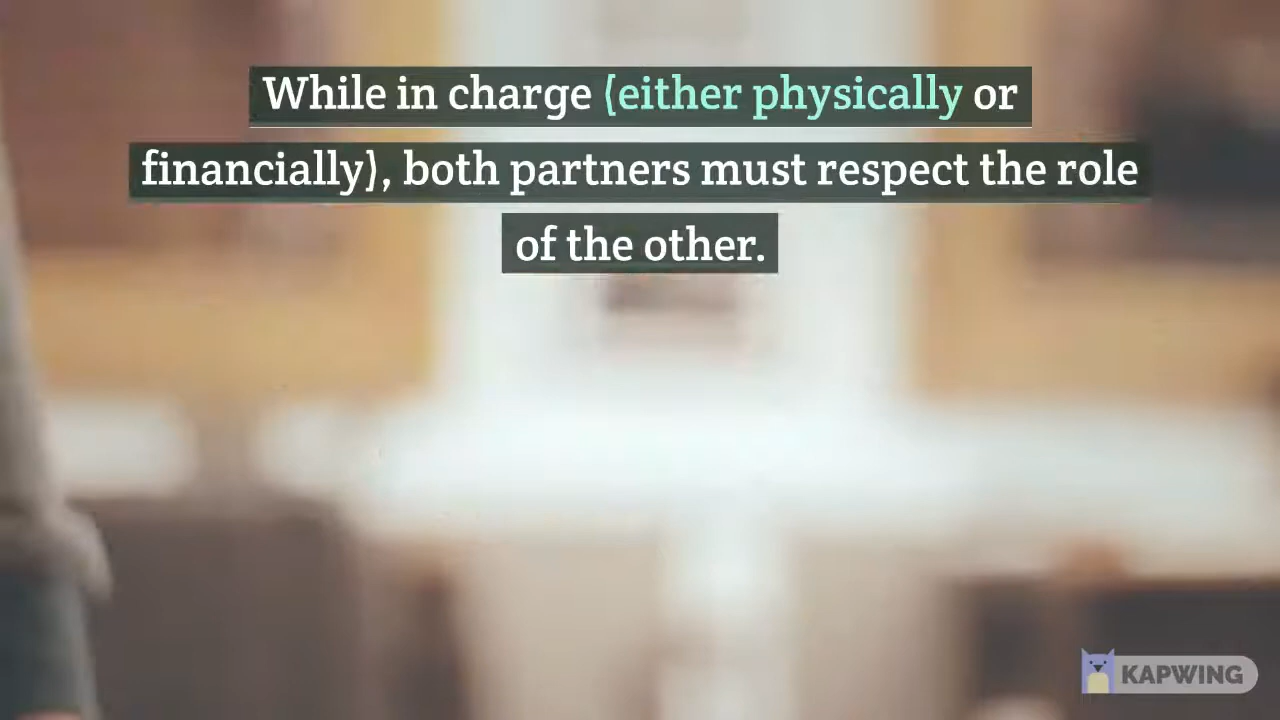 While in charge (either physically or
financially), both partners must respect the role
of the other.
KAPWING